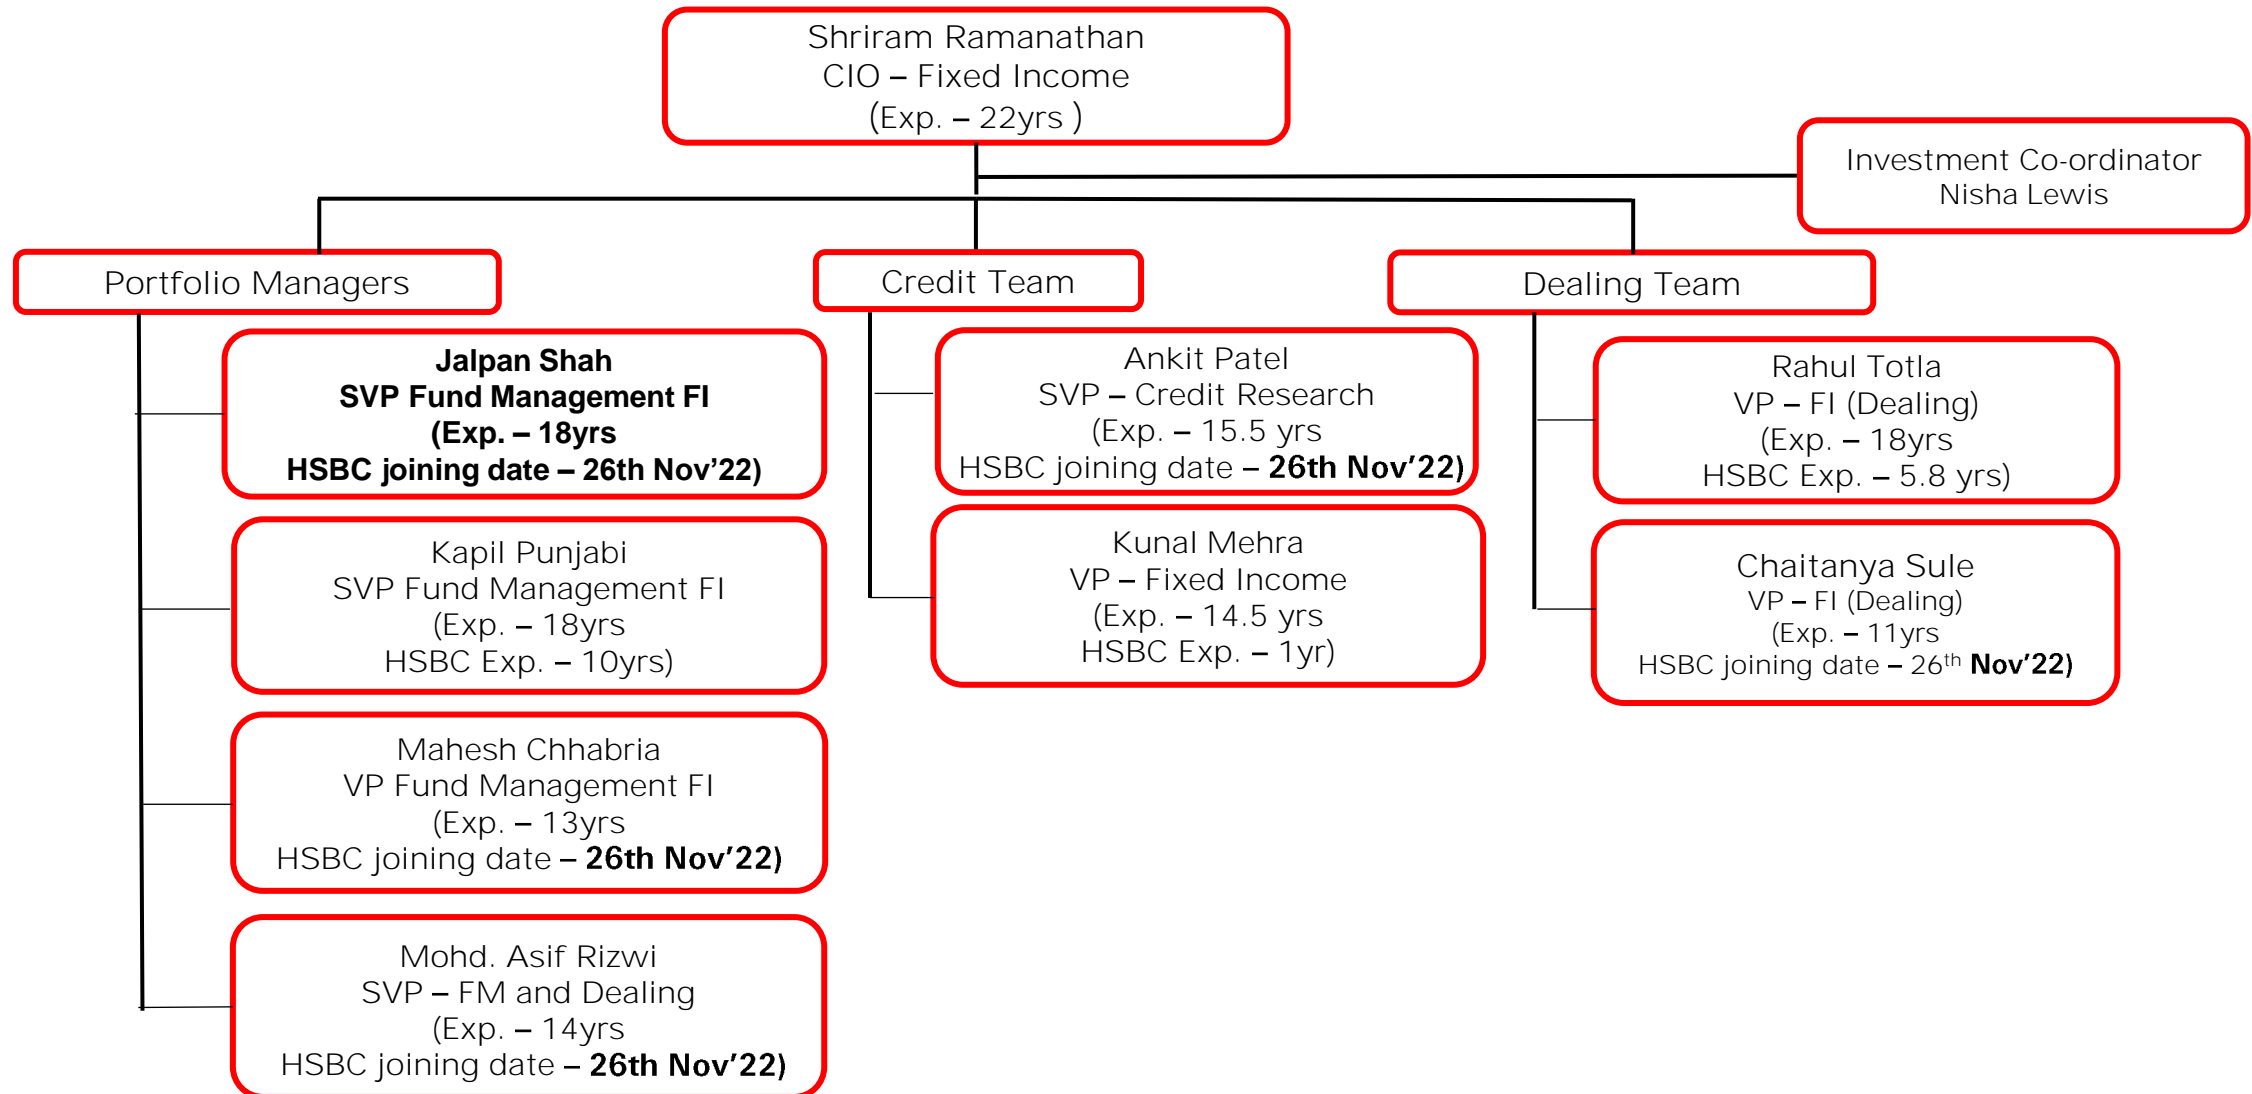 Shriram Ramanathan
CIO – Fixed Income
(Exp. – 22yrs )
Investment Co-ordinator
Nisha Lewis
Portfolio Managers
Jalpan Shah
SVP Fund Management FI
(Exp. – 18yrs
HSBC joining date – 26th Nov’22)
Kapil Punjabi
SVP Fund Management FI
(Exp. – 18yrs
HSBC Exp. – 10yrs)
Mahesh Chhabria
VP Fund Management FI
(Exp. – 13yrs
HSBC joining date – 26th Nov’22)
Mohd. Asif Rizwi
SVP – FM and Dealing
(Exp. – 14yrs
HSBC joining date – 26th Nov’22)
Credit Team
Ankit Patel
SVP – Credit Research
(Exp. – 15.5 yrs
HSBC joining date – 26th Nov’22)
Kunal Mehra
VP – Fixed Income
(Exp. – 14.5 yrs
HSBC Exp. – 1yr)
Dealing Team
Rahul Totla
VP – FI (Dealing)
(Exp. – 18yrs
HSBC Exp. – 5.8 yrs)
Chaitanya Sule
VP – FI (Dealing)
(Exp. – 11yrs
HSBC joining date – 26th Nov’22)